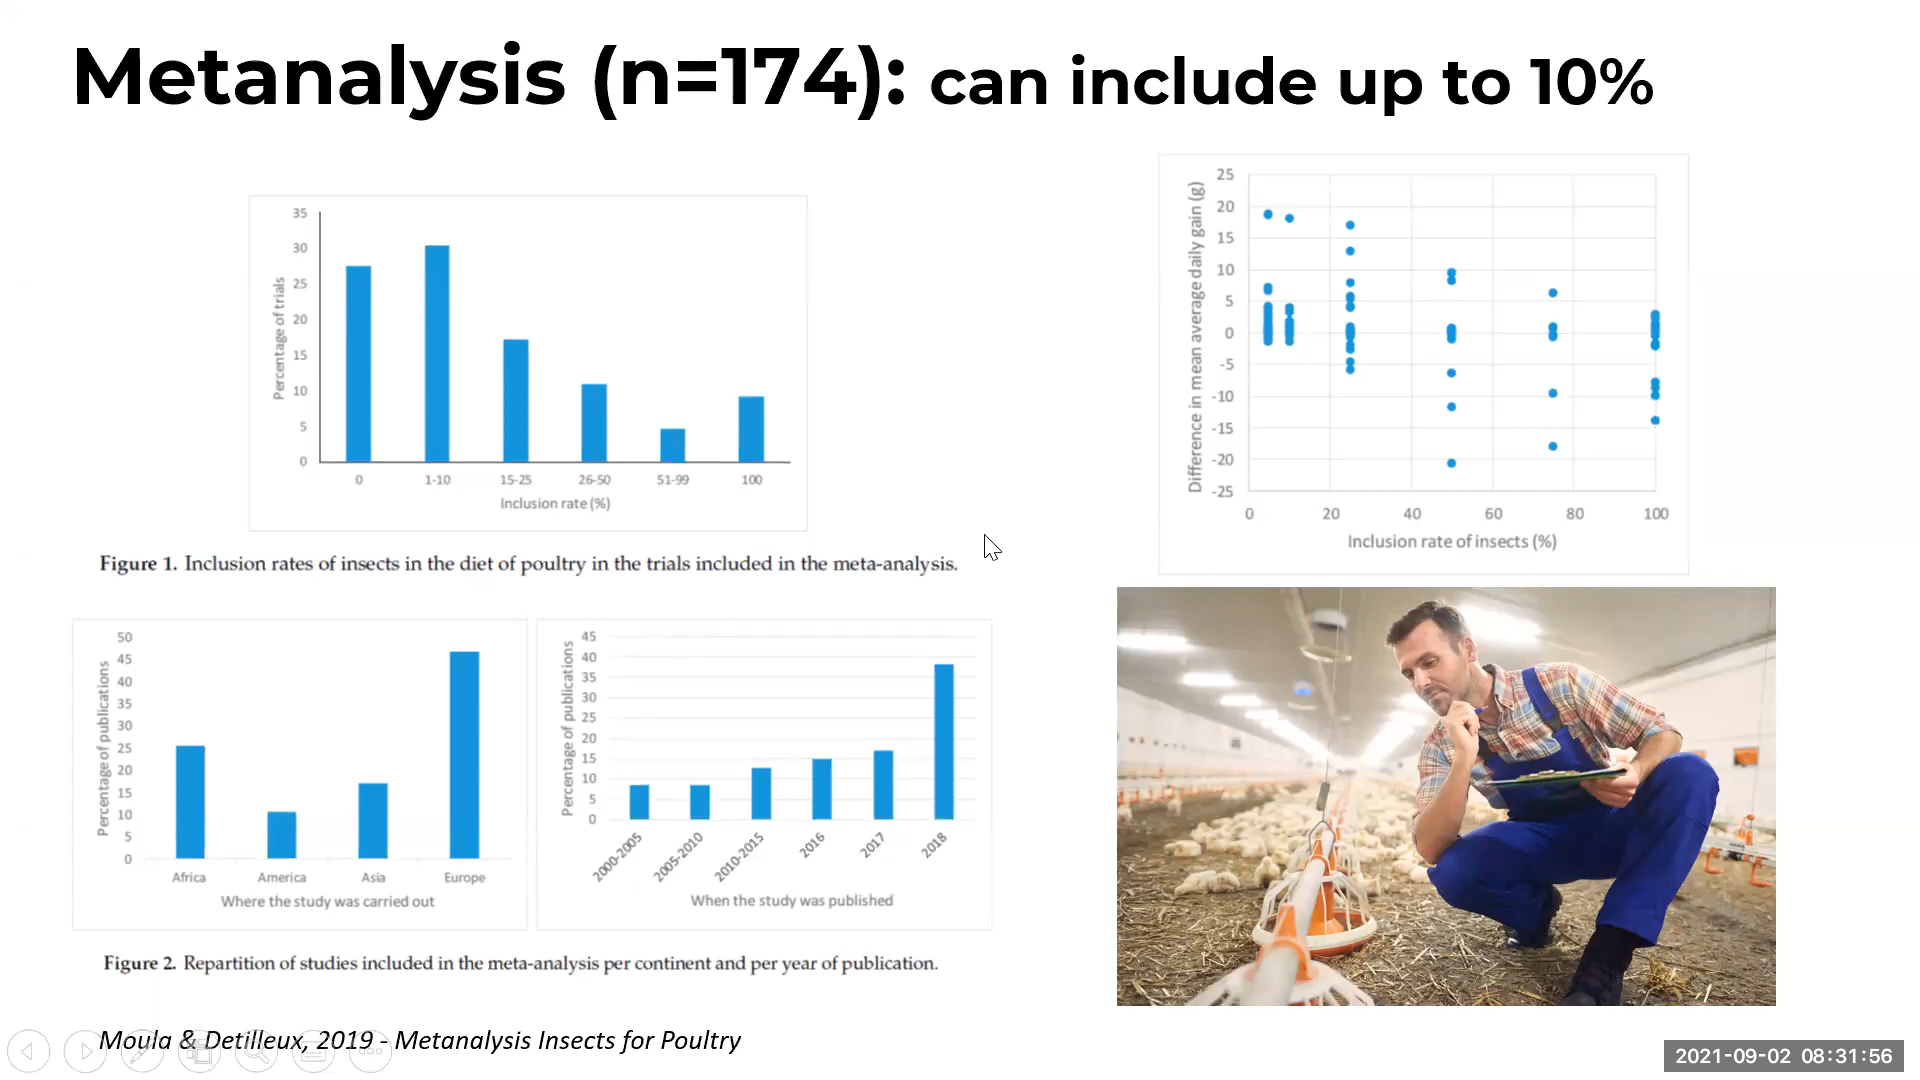 Metanalysis (n=174): can include up to 10%
Percentage of trials
35
30
25
20
15
10
5
0
0 1-10 15-25 26-50 51-99 100
Inclusion rate (%)
Figure 1. Inclusion rates of insects in the diet of poultry in the trials included in the meta-analysis.
Difference in mean average daily gain (g)
25
20
15
10
5
0
-5
-10
-15
-20
-25
0 20 40 60 80 100
Inclusion rate of insects (%)
Percentage of publications
50
45
40
35
30
25
20
15
10
5
0
Africa America Asia Europe
Where the study was carried out
Percentage of publications
45
40
35
30
25
20
15
10
5
0
2000-2005 2005-2010 2010-2015 2016 2017 2018
When the study was published
Figure 2. Repartition of studies included in the meta-analysis per continent and per year of publication.
Moula & Detilleux, 2019 - Metanalysis Insects for Poultry
2021-09-02 08:31:56